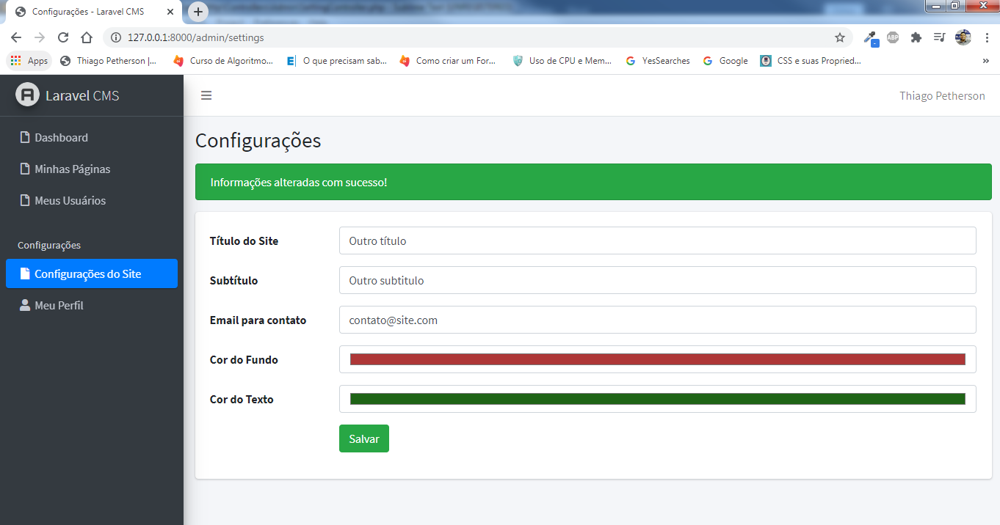 Configurações - Laravel CMS
127.0.0.1:8000/admin/settings
Apps Thiago Petherson |... Curso de Algoritmo... O que precisam sab... Como criar um For... Uso de CPU e Mem... YesSearches Google CSS e suas Propried... »
Laravel CMS
Thiago Petherson
Dashboard
Minhas Páginas
Meus Usuários
Configurações
Configurações do Site
Meu Perfil
Configurações
Informações alteradas com sucesso!
Título do Site Outro título
Subtítulo Outro subtitulo
Email para contato contato@site.com
Cor do Fundo
Cor do Texto
Salvar